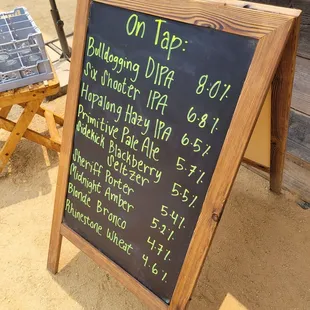 On Tap:
Bulldogging DIPA 8.0%
Six Shooter IPA 6.8%
Hopalong Hazy IPA 6.5%
Primitive Pale Ale 5.7%
Sidekick Blackberry
Seltzer 5.5%
Sheriff Porter 5.4%
Midnight Amber 5.2%
Blonde Bronco 4.7%
Rhinestone Wheat 4.6%